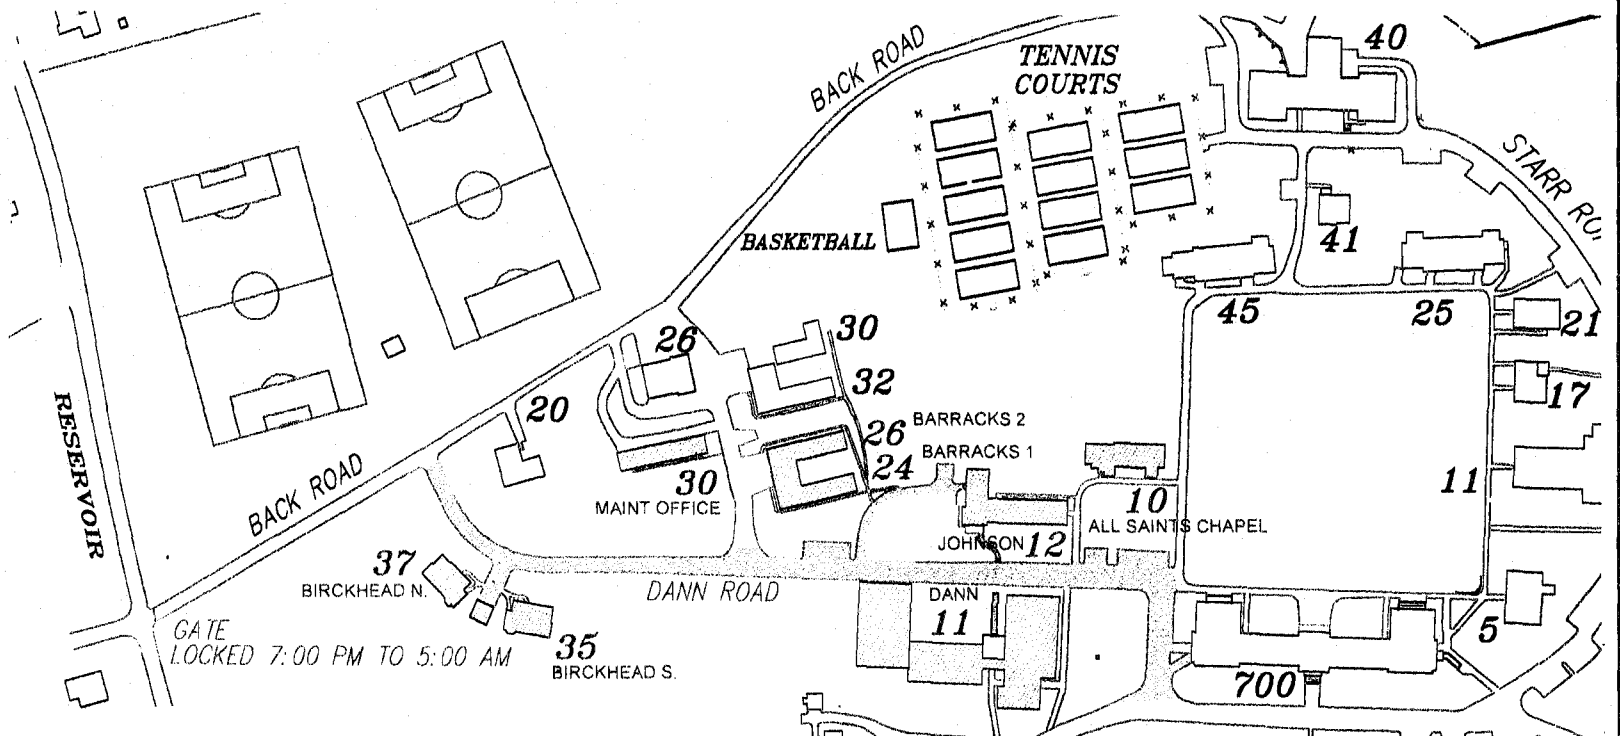 40
TENNIS
COURTS
BACK ROAD
STARR
BASKETBALL
41
45
25
21
30
26
32
17
20
26
BARRACKS 2
24
BARRACKS 1
RESERVOIR
BACK ROAD
30
MAINT OFFICE
10
ALL SAINTS CHAPEL
11
JOHNSON 12
37
BIRCKHEAD N.
DANN ROAD
DANN
11
5
GATE
LOCKED 7:00 PM TO 5:00 AM
35
BIRCKHEAD S.
700